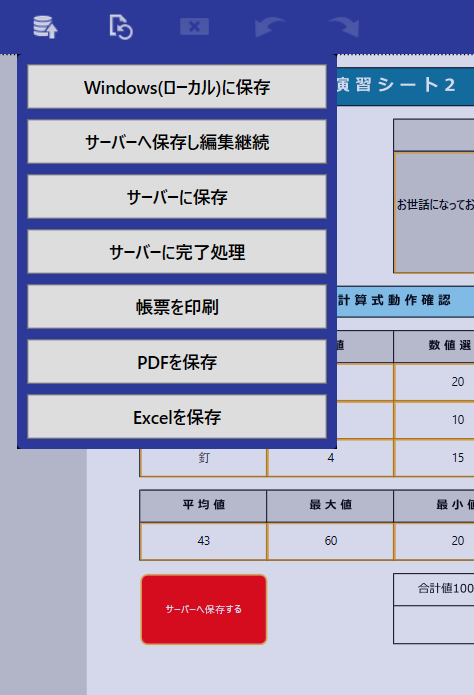 Windows(ローカル)に保存
サーバーへ保存し編集継続
サーバーに保存
サーバーに完了処理
帳票を印刷
PDFを保存
Excelを保存
演習シート2
お世話になってお
計算式動作確認
値 数値選
20
10
釘 4 15
平均値 最大値 最小値
43 60 20
サーバーへ保存する
合計値100